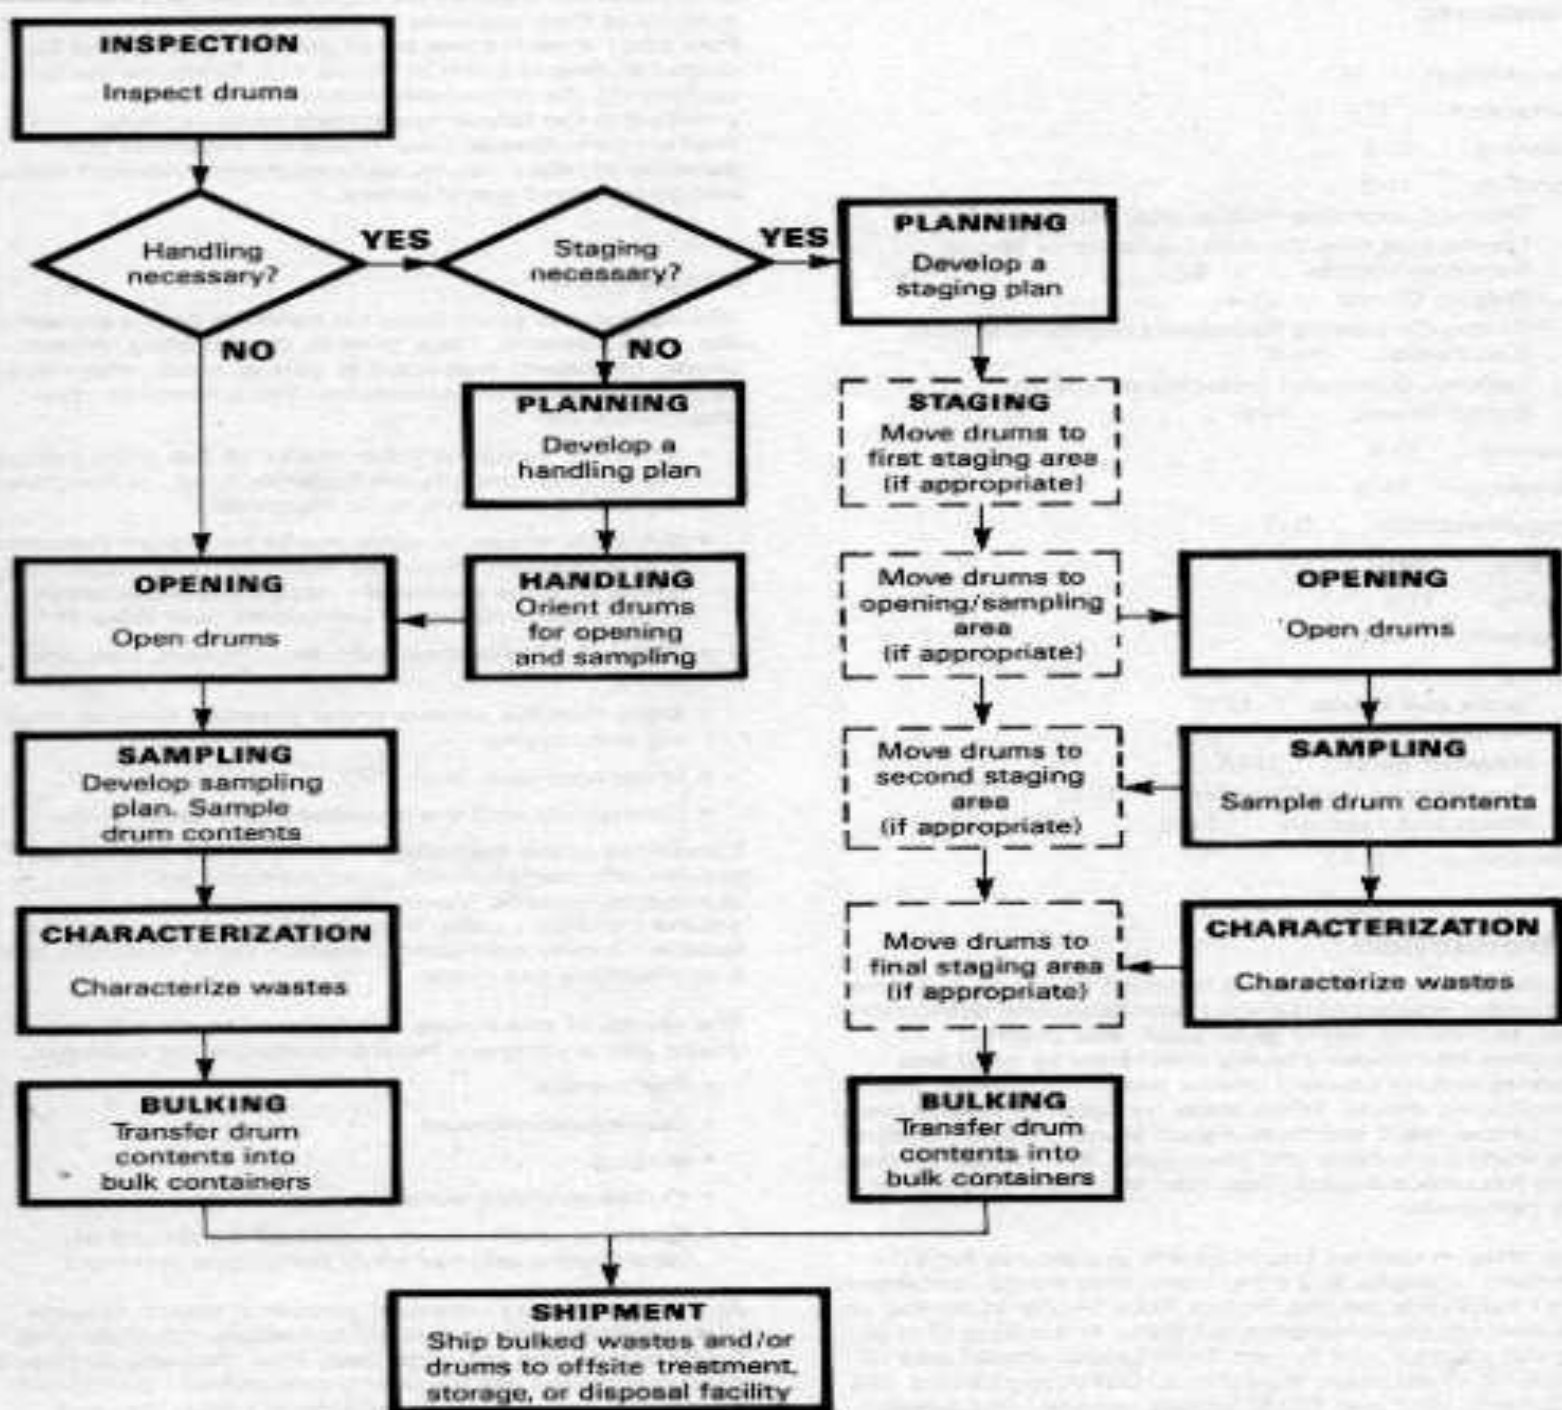 INSPECTION
Inspect drums
Handling
necessary?
YES
NO
Staging
necessary?
YES
NO
PLANNING
Develop a
staging plan
PLANNING
Develop a
handling plan
STAGING
Move drums to
first staging area
(if appropriate)
OPENING
Open drums
HANDLING
Orient drums
for opening
and sampling
Move drums to
opening/sampling
area
(if appropriate)
OPENING
Open drums
SAMPLING
Develop sampling
plan. Sample
drum contents
Move drums to
second staging
area
(if appropriate)
SAMPLING
Sample drum contents
CHARACTERIZATION
Characterize wastes
Move drums to
final staging area
(if appropriate)
CHARACTERIZATION
Characterize wastes
BULKING
Transfer drum
contents into
bulk containers
BULKING
Transfer drum
contents into
bulk containers
SHIPMENT
Ship bulked wastes and/or
drums to offsite treatment,
storage, or disposal facility